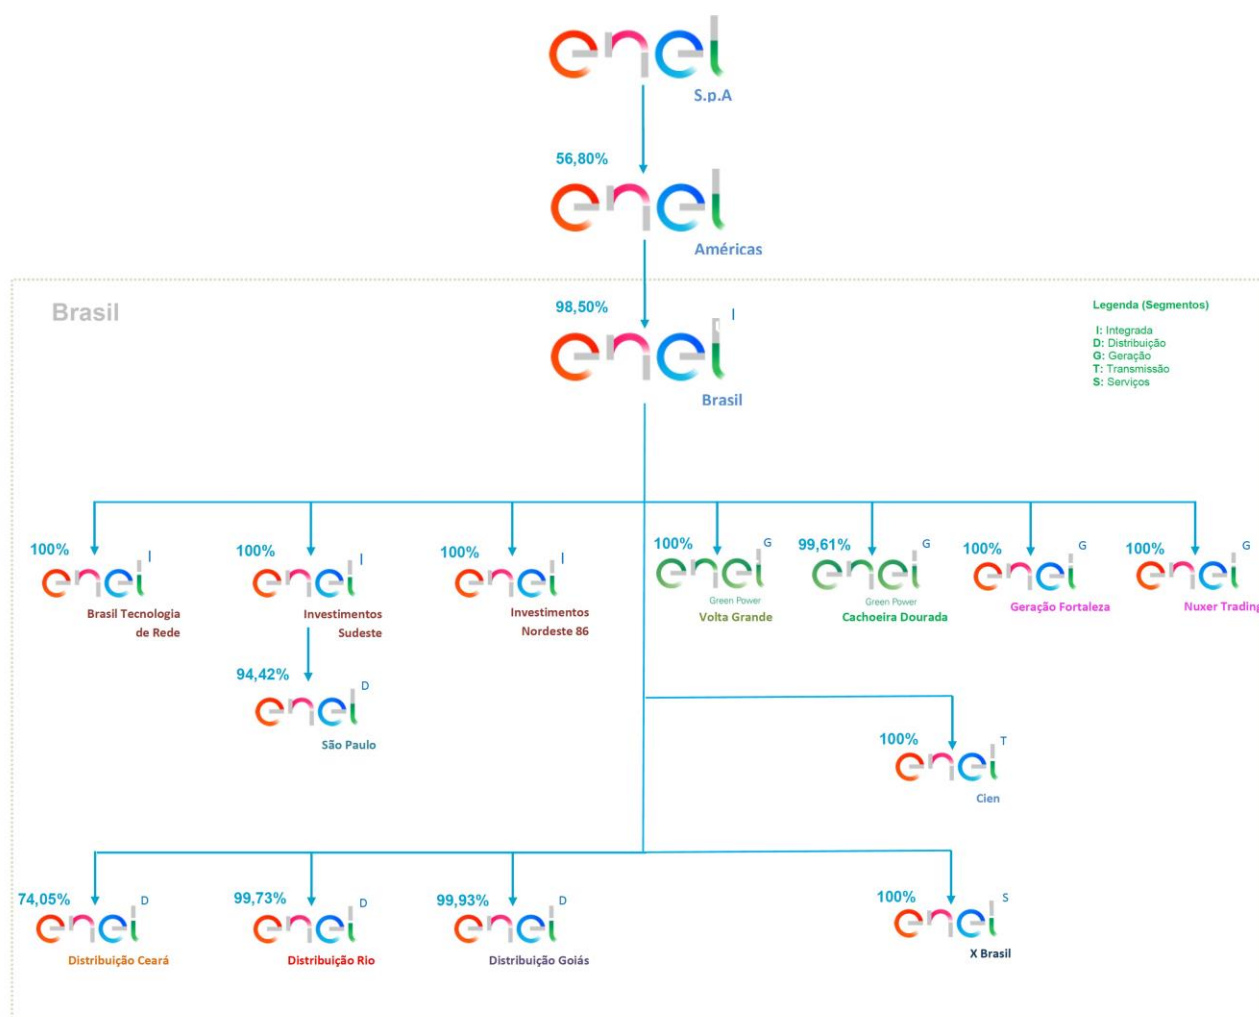 enel
S.p.A
56,80%
enel
Américas
Brasil
98,50%
I
enel
Brasil
Legenda (Segmentos)
I: Integrada
D: Distribuição
G: Geração
T: Transmissão
S: Serviços
100%
I
enel
Brasil Tecnologia
de Rede
100%
I
enel
Investimentos
Sudeste
100%
I
enel
Investimentos
Nordeste 86
100%
G
enel
Green Power
Volta Grande
99,61%
G
enel
Green Power
Cachoeira Dourada
100%
G
enel
Geração Fortaleza
100%
G
enel
Nuxer Trading
94,42%
D
enel
São Paulo
100%
T
enel
Cien
74,05%
D
enel
Distribuição Ceará
99,73%
D
enel
Distribuição Rio
99,93%
D
enel
Distribuição Goiás
100%
S
enel
X Brasil